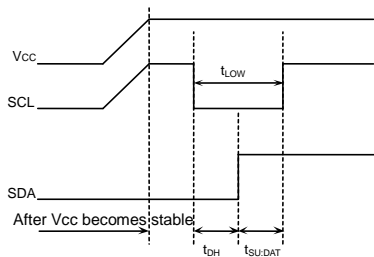 VCC
tLOW
SCL
SDA
After Vcc becomes stable
tDH
tSU:DAT